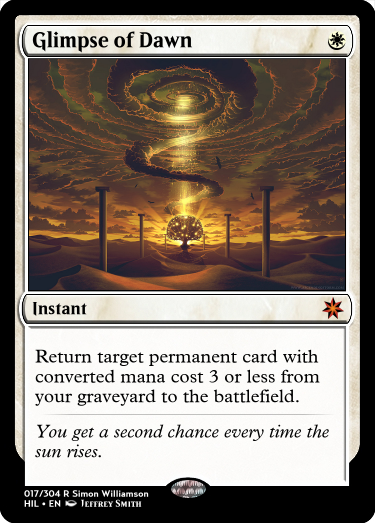 Glimpse of Dawn
Instant
Return target permanent card with
converted mana cost 3 or less from
your graveyard to the battlefield.
You get a second chance every time the
sun rises.
017/304 R Simon Williamson
HIL • EN Jeffrey Smith